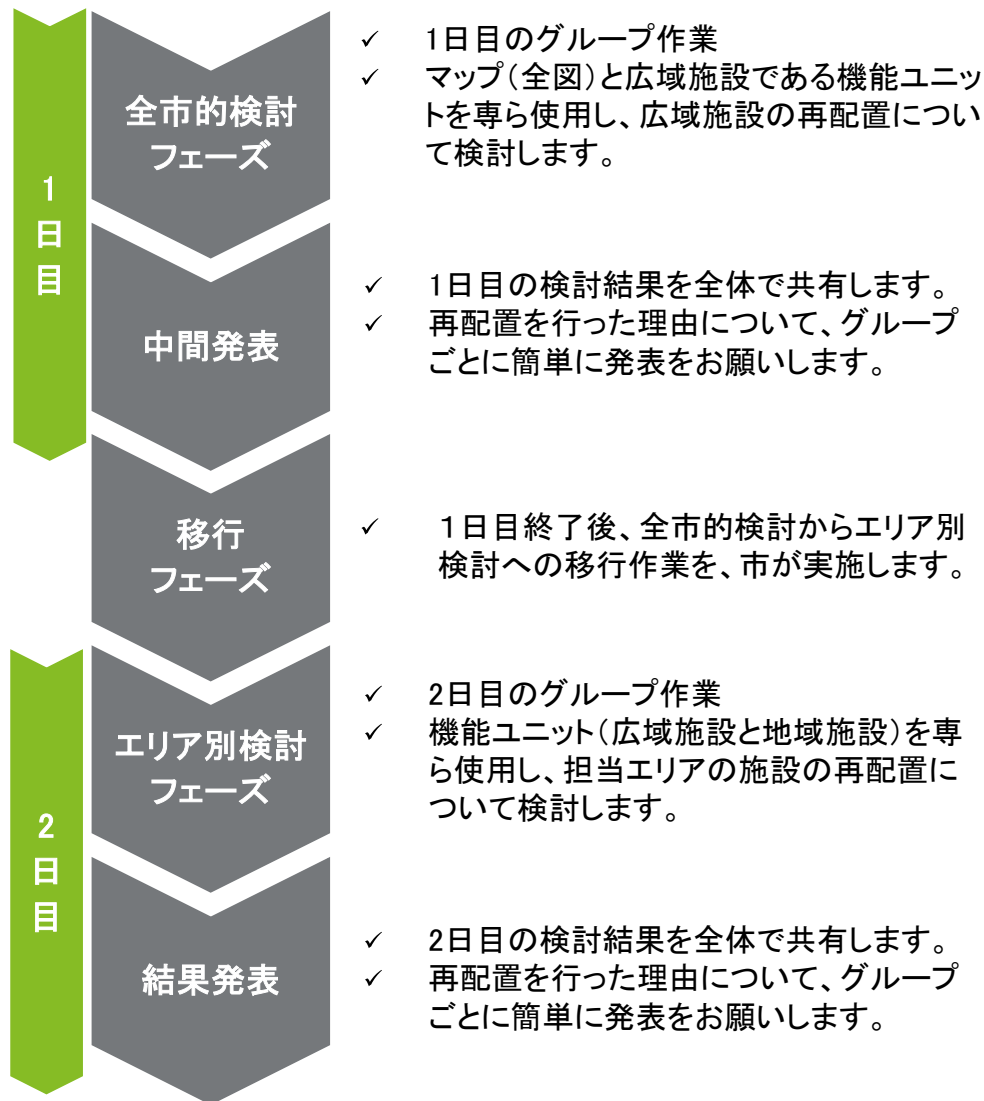 1日目
全市的検討
フェーズ
✓ 1日目のグループ作業
✓ マップ（全図）と広域施設である機能ユニッ
トを専ら使用し、広域施設の再配置につい
て検討します。
中間発表
✓ 1日目の検討結果を全体で共有します。
✓ 再配置を行った理由について、グループ
ごとに簡単に発表をお願いします。
移行
フェーズ
✓ １日目終了後、全市的検討からエリア別
検討への移行作業を、市が実施します。
2日目
エリア別検討
フェーズ
✓ 2日目のグループ作業
✓ 機能ユニット（広域施設と地域施設）を専
ら使用し、担当エリアの施設の再配置に
ついて検討します。
結果発表
✓ 2日目の検討結果を全体で共有します。
✓ 再配置を行った理由について、グループ
ごとに簡単に発表をお願いします。